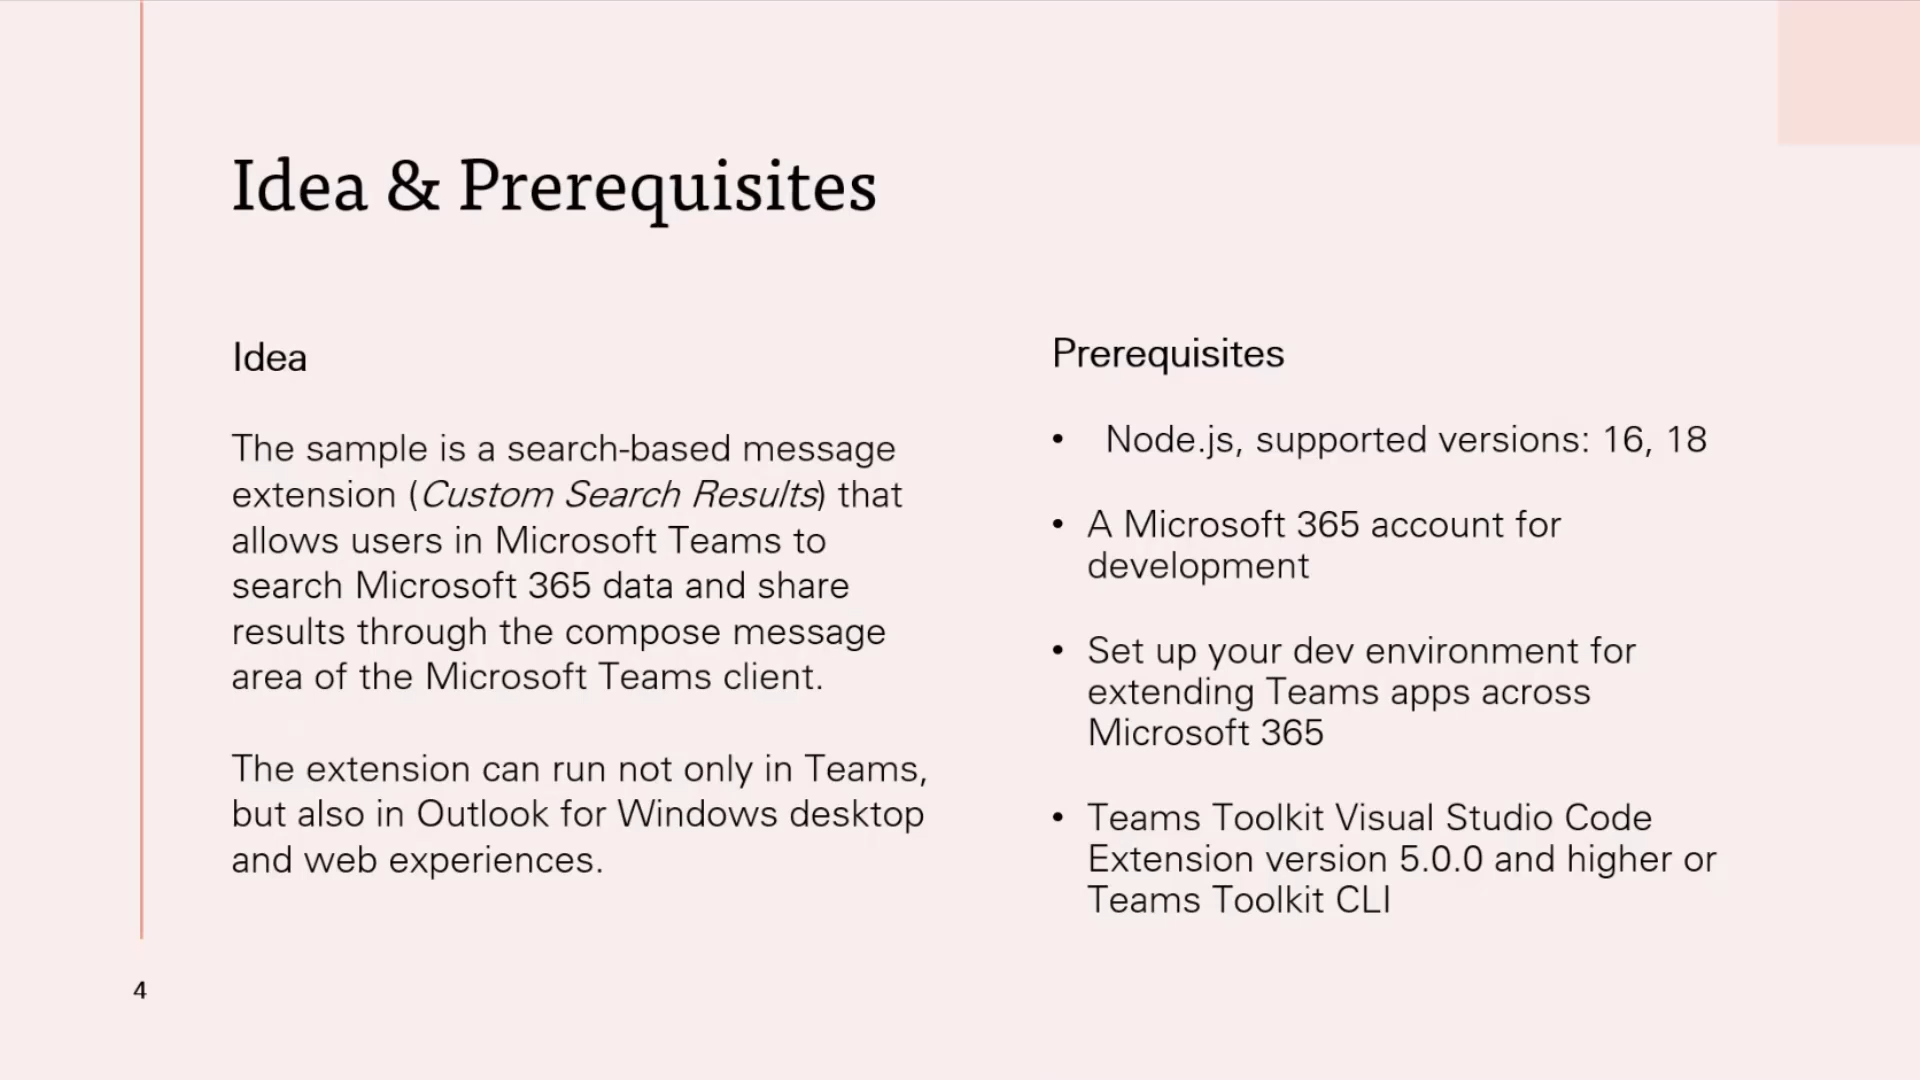 Idea & Prerequisites
Idea
The sample is a search-based message
extension (Custom Search Results) that
allows users in Microsoft Teams to
search Microsoft 365 data and share
results through the compose message
area of the Microsoft Teams client.
The extension can run not only in Teams,
but also in Outlook for Windows desktop
and web experiences.
Prerequisites
• Node.js, supported versions: 16, 18
• A Microsoft 365 account for
development
• Set up your dev environment for
extending Teams apps across
Microsoft 365
• Teams Toolkit Visual Studio Code
Extension version 5.0.0 and higher or
Teams Toolkit CLI
4